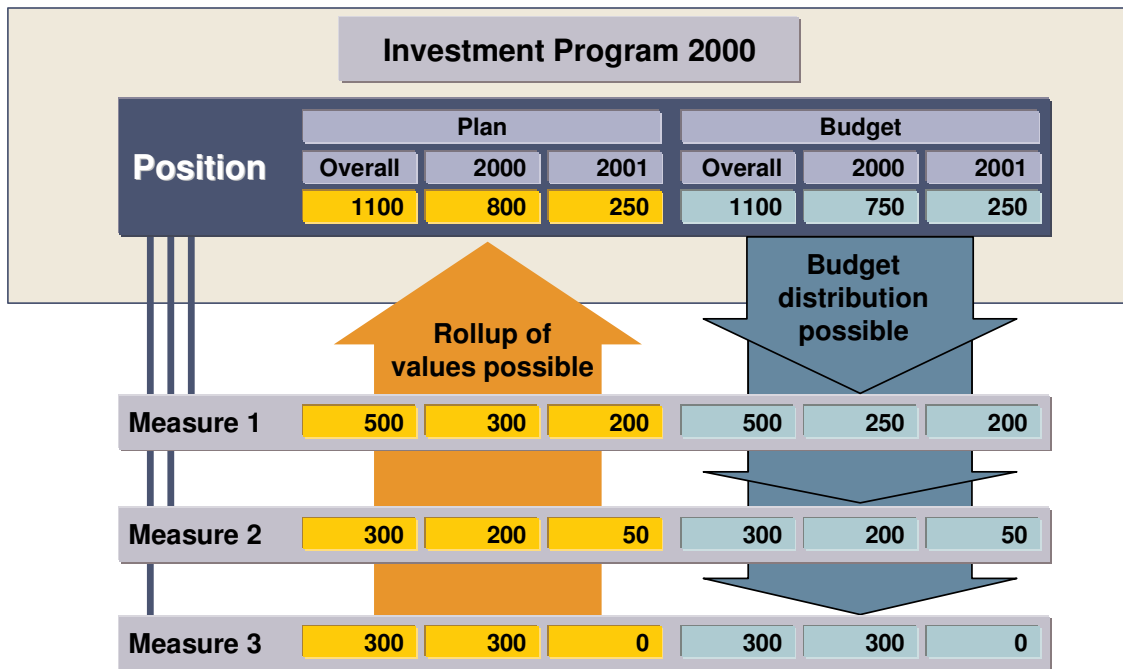 Investment Program 2000
Plan Budget
Position
Overall 2000 2001 Overall 2000 2001
1100 800 250 1100 750 250
Budget
distribution
possible
Rollup of
values possible
Measure 1 500 300 200 500 250 200
Measure 2 300 200 50 300 200 50
Measure 3 300 300 0 300 300 0